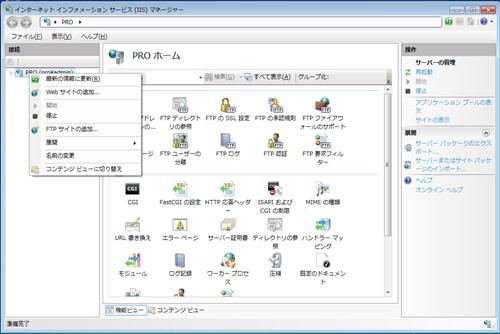 インターネット インフォメーション サービス (IIS) マネージャー
PRO
ファイル(F) 表示(V) ヘルプ(H)
接続
PRO (pro¥admin)
最新の情報に更新(R)
Web サイトの追加...
開始
停止
FTP サイトの追加...
展開
名前の変更
コンテンツ ビューに切り替え
PRO ホーム
検索(G) すべて表示(A) グループ化:
FTP ディレクトリの参照
FTP の SSL 設定
FTP の承認規則
FTP ファイアウォールのサポート
FTP ユーザーの分離
FTP ログ
FTP 認証
FTP 要求フィルター
CGI
FastCGI の設定
HTTP 応答ヘッダー
ISAPI および CGI の制限
MIME の種類
URL 書き換え
エラー ページ
サーバー証明書
ディレクトリの参照
ハンドラー マッピング
モジュール
ログ記録
ワーカー プロセス
圧縮
既定のドキュメント
機能ビュー コンテンツ ビュー
操作
サーバーの管理
再起動
開始
停止
アプリケーション プールの表示
サイトの表示
展開
サーバー パッケージのエクスポート...
サーバーまたはサイト パッケージのインポート...
ヘルプ
オンライン ヘルプ
準備完了